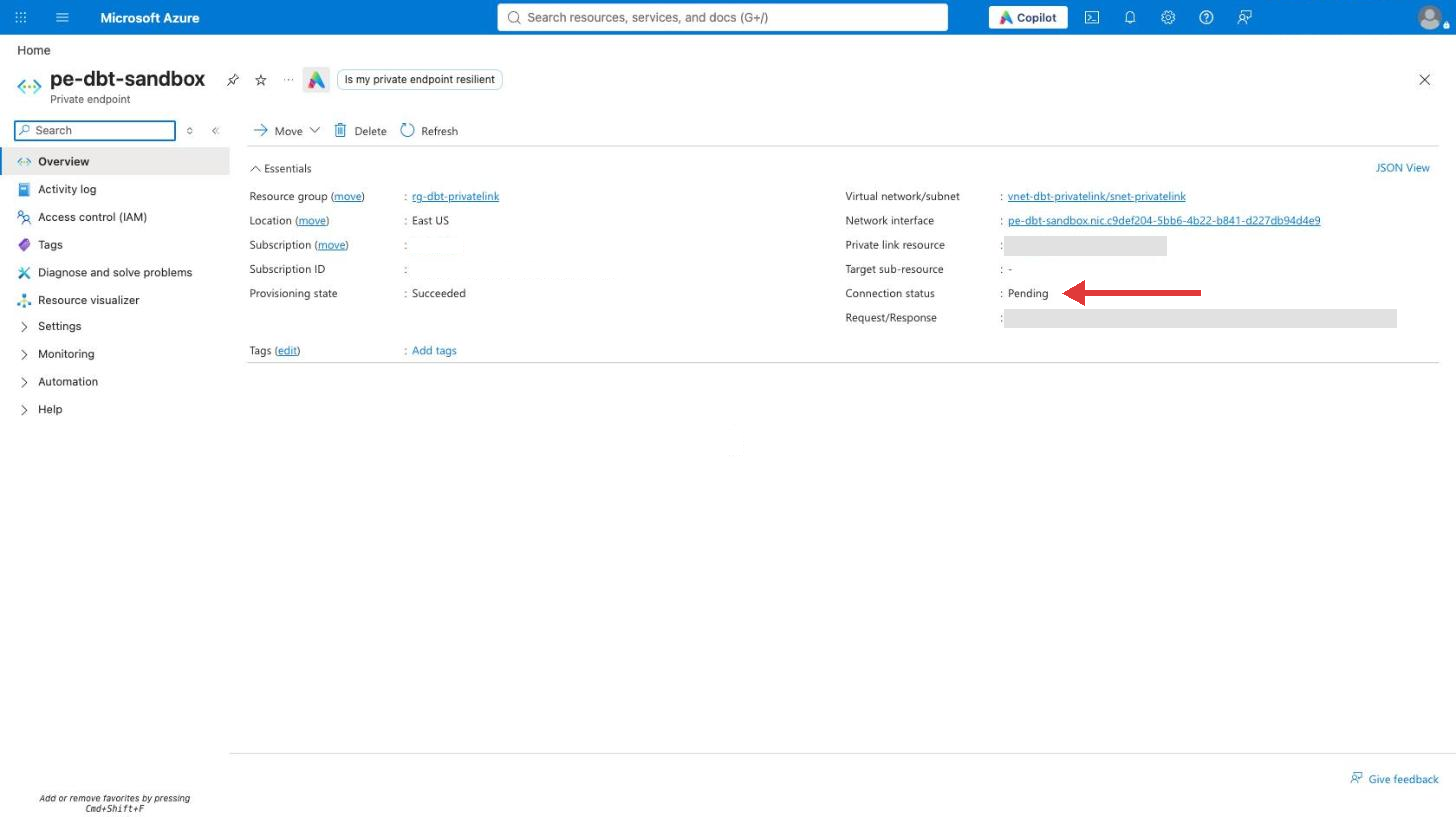 Microsoft Azure
Search resources, services, and docs (G+/)
Copilot
Home
pe-dbt-sandbox
Is my private endpoint resilient
Private endpoint
Search
Move
Delete
Refresh
Overview
Activity log
Access control (IAM)
Tags
Diagnose and solve problems
Resource visualizer
Settings
Monitoring
Automation
Help
Essentials
JSON View
Resource group (move) : rg-dbt-privatelink
Location (move) : East US
Subscription (move) :
Subscription ID :
Provisioning state : Succeeded
Virtual network/subnet : vnet-dbt-privatelink/snet-privatelink
Network interface : pe-dbt-sandbox.nic.c9def204-5bb6-4b22-b841-d227db94d4e9
Private link resource :
Target sub-resource : -
Connection status : Pending
Request/Response :
Tags (edit) : Add tags
Give feedback
Add or remove favorites by pressing
Cmd+Shift+F